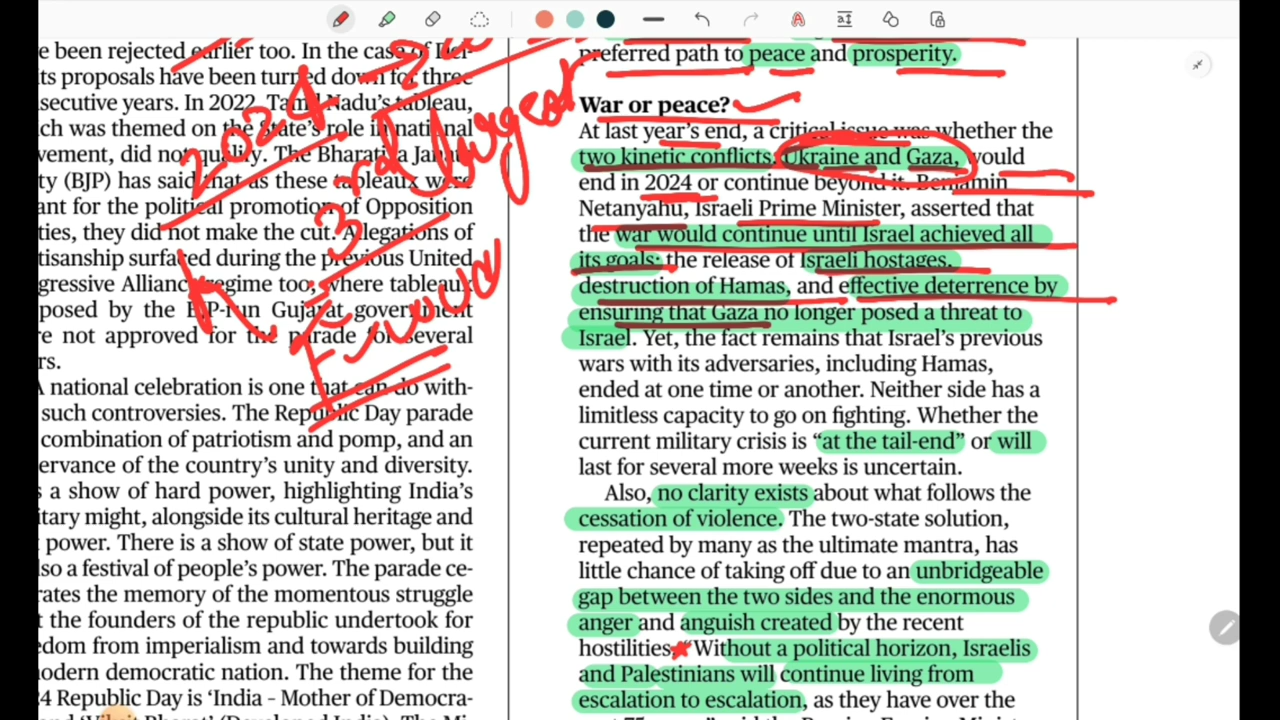 e been rejected earlier too. In the case of Der-
its proposals have been turned down for three
secutive years. In 2022, Tamil Nadu's tableau,
ch was themed on the State's role in national
vement, did not qualify. The Bharatiya Jana
ty (BJP) has said that as these tableaux were
ant for the political promotion of Opposition
ties, they did not make the cut. Allegations of
tisanship surfaced during the previous United
gressive Alliance regime too, where tableaux
posed by the BJP-run Gujarat government
re not approved for the parade for several
rs.
A national celebration is one that can do with-
such controversies. The Republic Day parade
combination of patriotism and pomp, and an
ervance of the country's unity and diversity.
s a show of hard power, highlighting India's
itary might, alongside its cultural heritage and
power. There is a show of state power, but it
lso a festival of people's power. The parade ce-
rates the memory of the momentous struggle
t the founders of the republic undertook for
edom from imperialism and towards building
nodern democratic nation. The theme for the
24 Republic Day is 'India – Mother of Democra-
2024
3rd largest
preferred path to peace and prosperity.
War or peace?
At last year's end, a critical issue was whether the
two kinetic conflicts, Ukraine and Gaza, would
end in 2024 or continue beyond it. Benjamin
Netanyahu, Israeli Prime Minister, asserted that
the war would continue until Israel achieved all
its goals: the release of Israeli hostages,
destruction of Hamas, and effective deterrence by
ensuring that Gaza no longer posed a threat to
Israel. Yet, the fact remains that Israel's previous
wars with its adversaries, including Hamas,
ended at one time or another. Neither side has a
limitless capacity to go on fighting. Whether the
current military crisis is “at the tail-end” or will
last for several more weeks is uncertain.
Also, no clarity exists about what follows the
cessation of violence. The two-state solution,
repeated by many as the ultimate mantra, has
little chance of taking off due to an unbridgeable
gap between the two sides and the enormous
anger and anguish created by the recent
hostilities. “Without a political horizon, Israelis
and Palestinians will continue living from
escalation to escalation, as they have over the